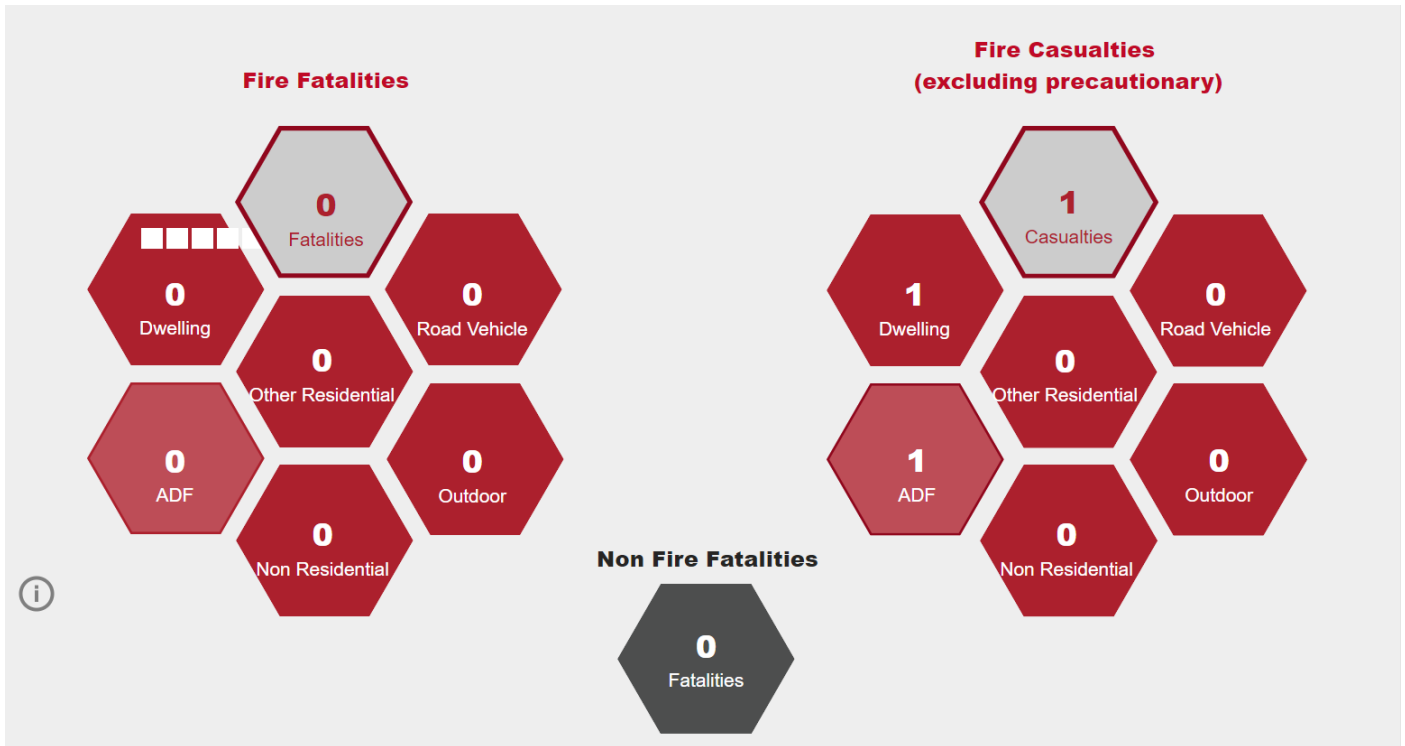 Fire Fatalities
0
Fatalities
0
Dwelling
0
Road Vehicle
0
Other Residential
0
ADF
0
Outdoor
0
Non Residential
Fire Casualties
(excluding precautionary)
1
Casualties
1
Dwelling
0
Road Vehicle
0
Other Residential
1
ADF
0
Outdoor
0
Non Residential
Non Fire Fatalities
0
Fatalities
i